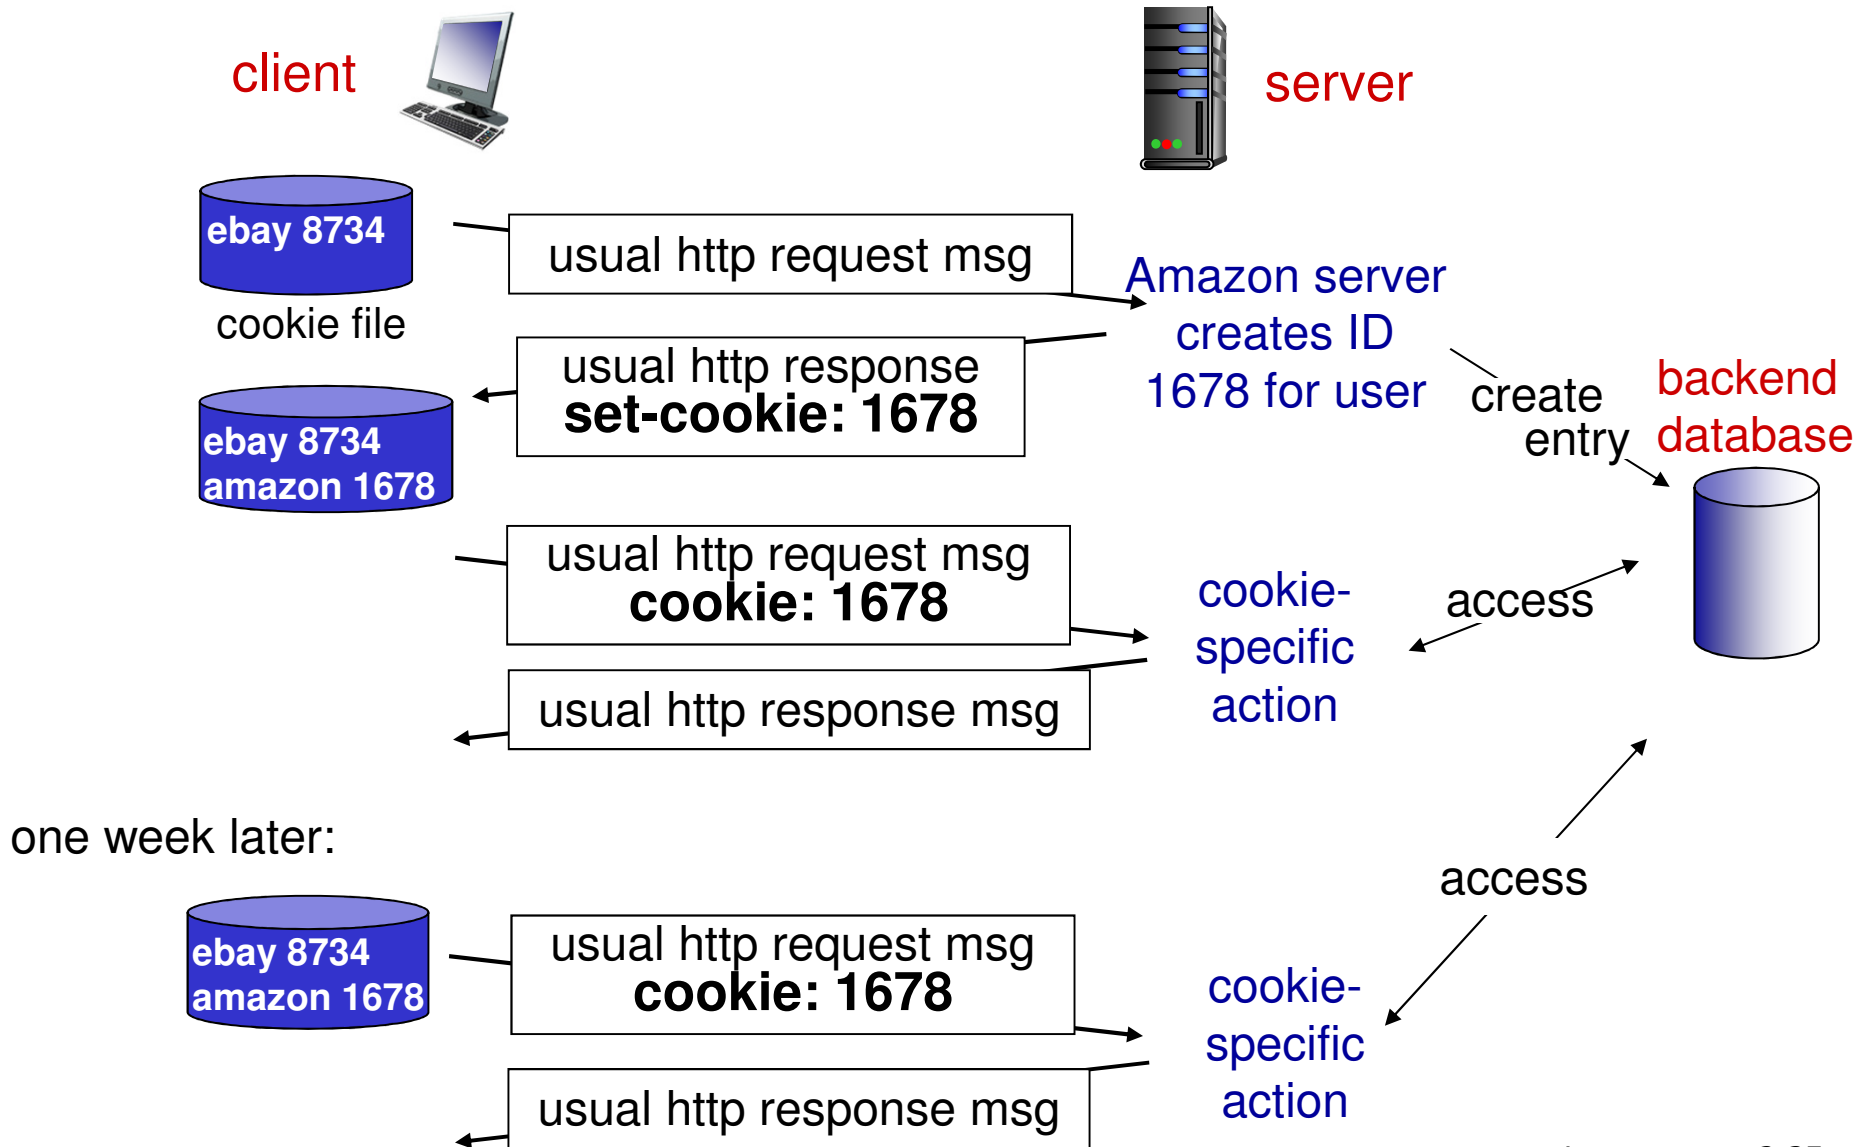 client
server
ebay 8734
cookie file
usual http request msg
Amazon server
creates ID
1678 for user
usual http response
set-cookie: 1678
create
entry
backend
database
ebay 8734
amazon 1678
usual http request msg
cookie: 1678
cookie-
specific
action
access
usual http response msg
one week later:
access
ebay 8734
amazon 1678
usual http request msg
cookie: 1678
cookie-
specific
action
usual http response msg